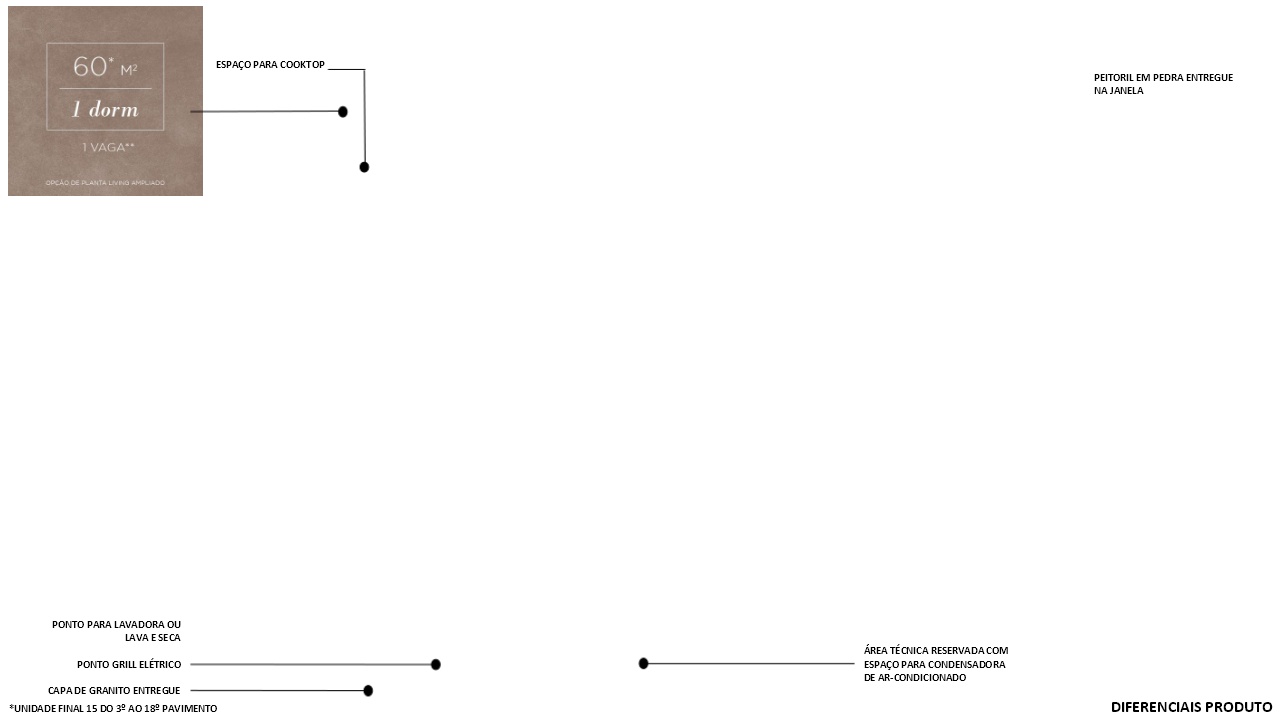 60* M²
1 dorm
1 VAGA**
OPÇÃO DE PLANTA LIVING AMPLIADO
ESPAÇO PARA COOKTOP
PEITORIL EM PEDRA ENTREGUE
NA JANELA
PONTO PARA LAVADORA OU
LAVA E SECA
PONTO GRILL ELÉTRICO
CAPA DE GRANITO ENTREGUE
ÁREA TÉCNICA RESERVADA COM
ESPAÇO PARA CONDENSADORA
DE AR-CONDICIONADO
*UNIDADE FINAL 15 DO 3º AO 18º PAVIMENTO
DIFERENCIAIS PRODUTO